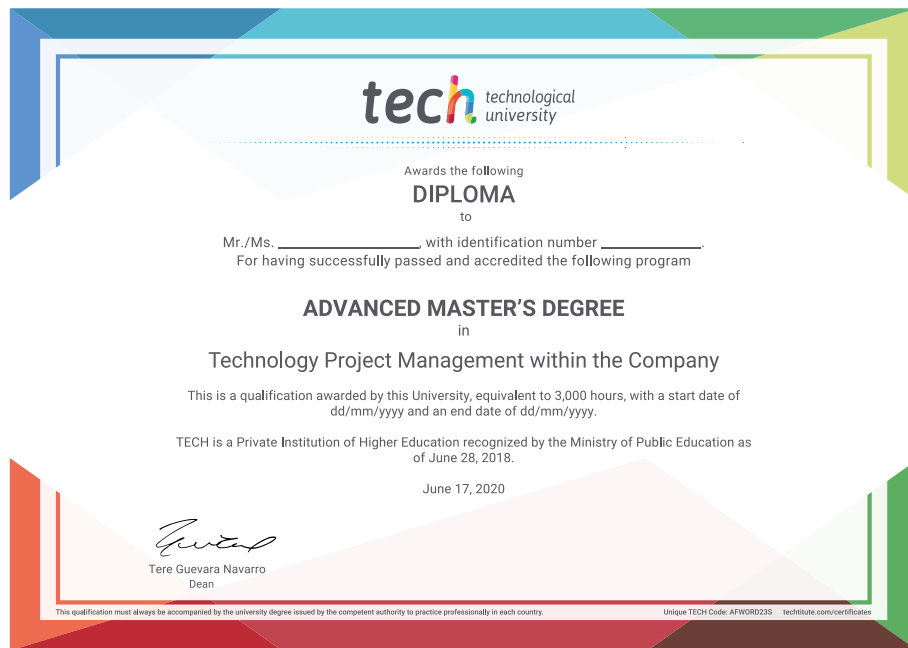 tech technological university
Awards the following
DIPLOMA
to
Mr./Ms. ____________________, with identification number ______________.
For having successfully passed and accredited the following program
ADVANCED MASTER'S DEGREE
in
Technology Project Management within the Company
This is a qualification awarded by this University, equivalent to 3,000 hours, with a start date of
dd/mm/yyyy and an end date of dd/mm/yyyy.
TECH is a Private Institution of Higher Education recognized by the Ministry of Public Education as
of June 28, 2018.
June 17, 2020
Tere Guevara Navarro
Dean
This qualification must always be accompanied by the university degree issued by the competent authority to practice professionally in each country.
Unique TECH Code: AFWORD23S techtitute.com/certificates